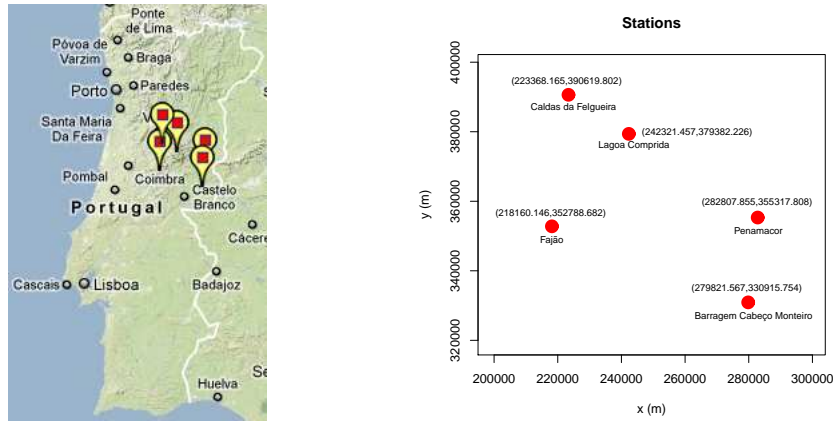 Ponte
de Lima
Póvoa de
Varzim
Braga
Porto
Paredes
Santa Maria
Da Feira
V
Pombal
Coimbra
Castelo
Branco
Portugal
Cácere
Cascais
Lisboa
Badajoz
Huelva
Se
Stations
y (m)
400000
380000
360000
340000
320000
(223368.165,390619.802)
Caldas da Felgueira
(242321.457,379382.226)
Lagoa Comprida
(282807.855,355317.808)
Penamacor
(218160.146,352788.682)
Fajão
(279821.567,330915.754)
Barragem Cabeço Monteiro
200000 220000 240000 260000 280000 300000
x (m)